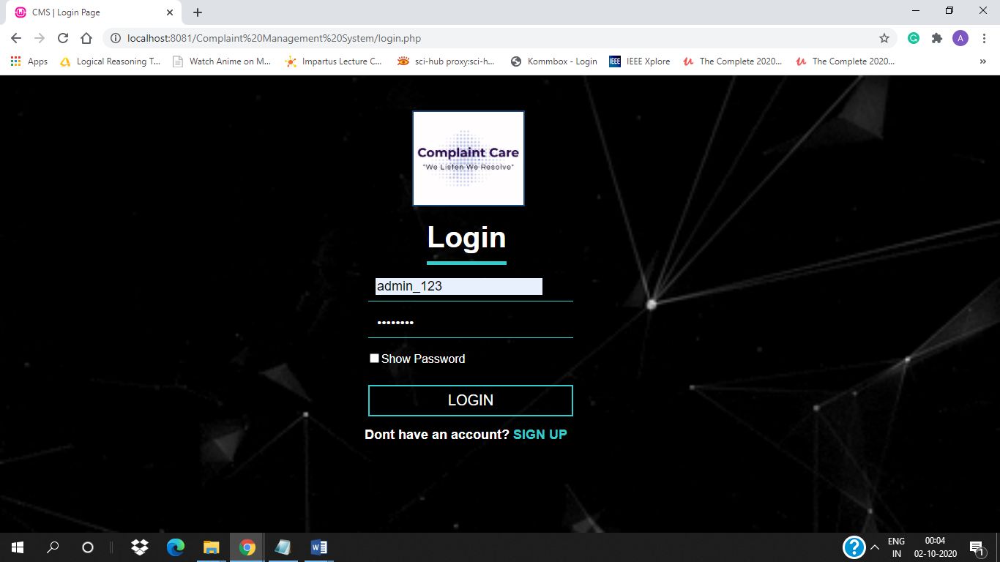 CMS | Login Page
localhost:8081/Complaint%20Management%20System/login.php
A
Apps Logical Reasoning T... Watch Anime on M... Impartus Lecture C... sci-hub proxy:sci-h... Kommbox - Login IEEE IEEE Xplore The Complete 2020... The Complete 2020... »
Complaint Care
"We Listen We Resolve"
Login
admin_123
••••••••
Show Password
LOGIN
Dont have an account? SIGN UP
ENG 00:04
IN 02-10-2020
1